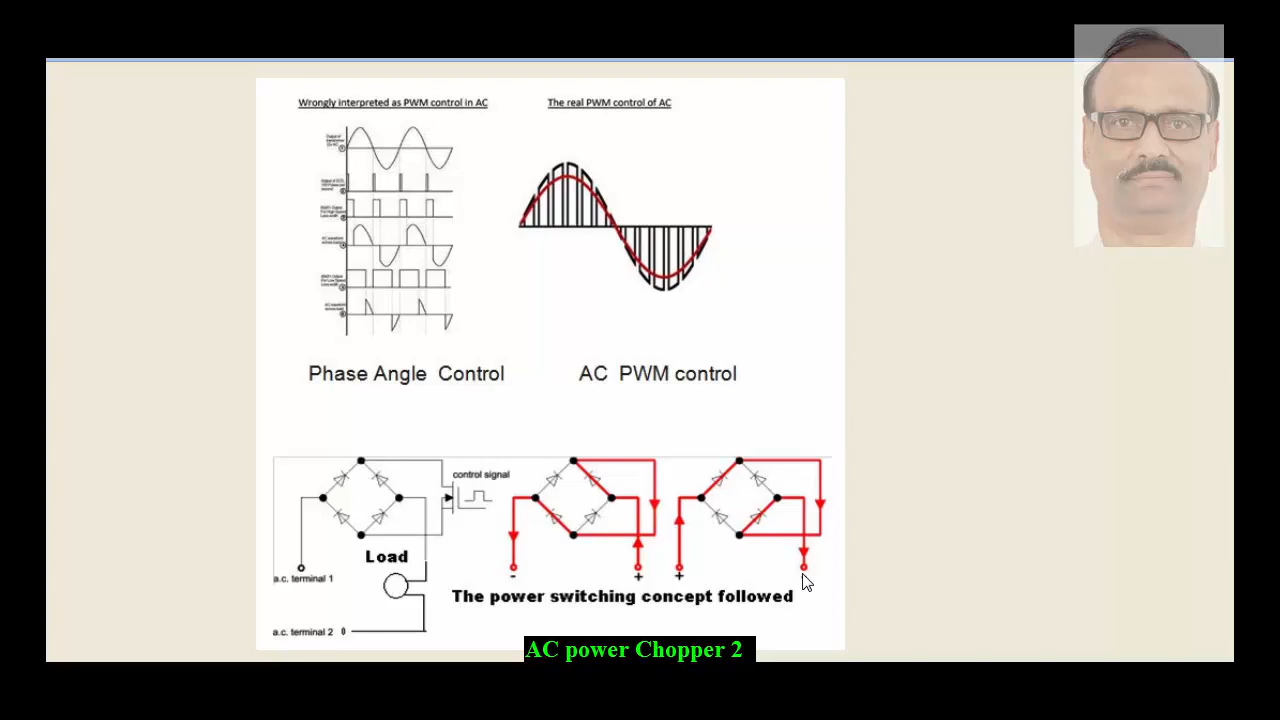 Wrongly interpreted as PWM control in AC
The real PWM control of AC
Phase Angle Control
AC PWM control
control signal
Load
a.c. terminal 1
- + +
The power switching concept followed
a.c. terminal 2 0
AC power Chopper 2